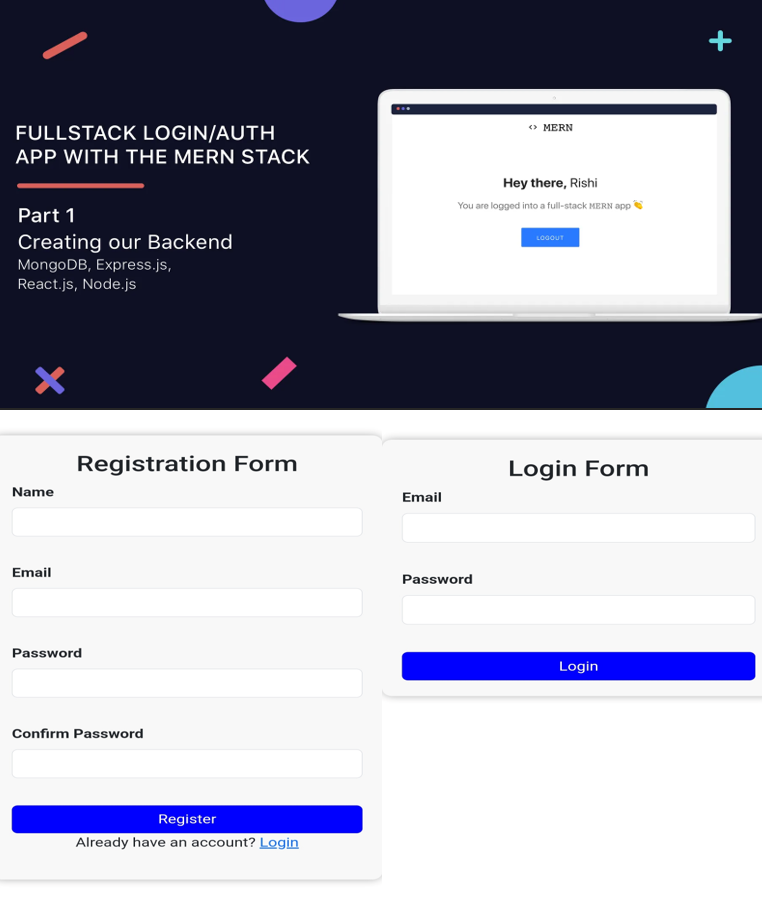 FULLSTACK LOGIN/AUTH
APP WITH THE MERN STACK
Part 1
Creating our Backend
MongoDB, Express.js,
React.js, Node.js
<> MERN
Hey there, Rishi
You are logged into a full-stack MERN app 👏
LOGOUT
Registration Form
Name
Email
Password
Confirm Password
Register
Already have an account? Login
Login Form
Email
Password
Login